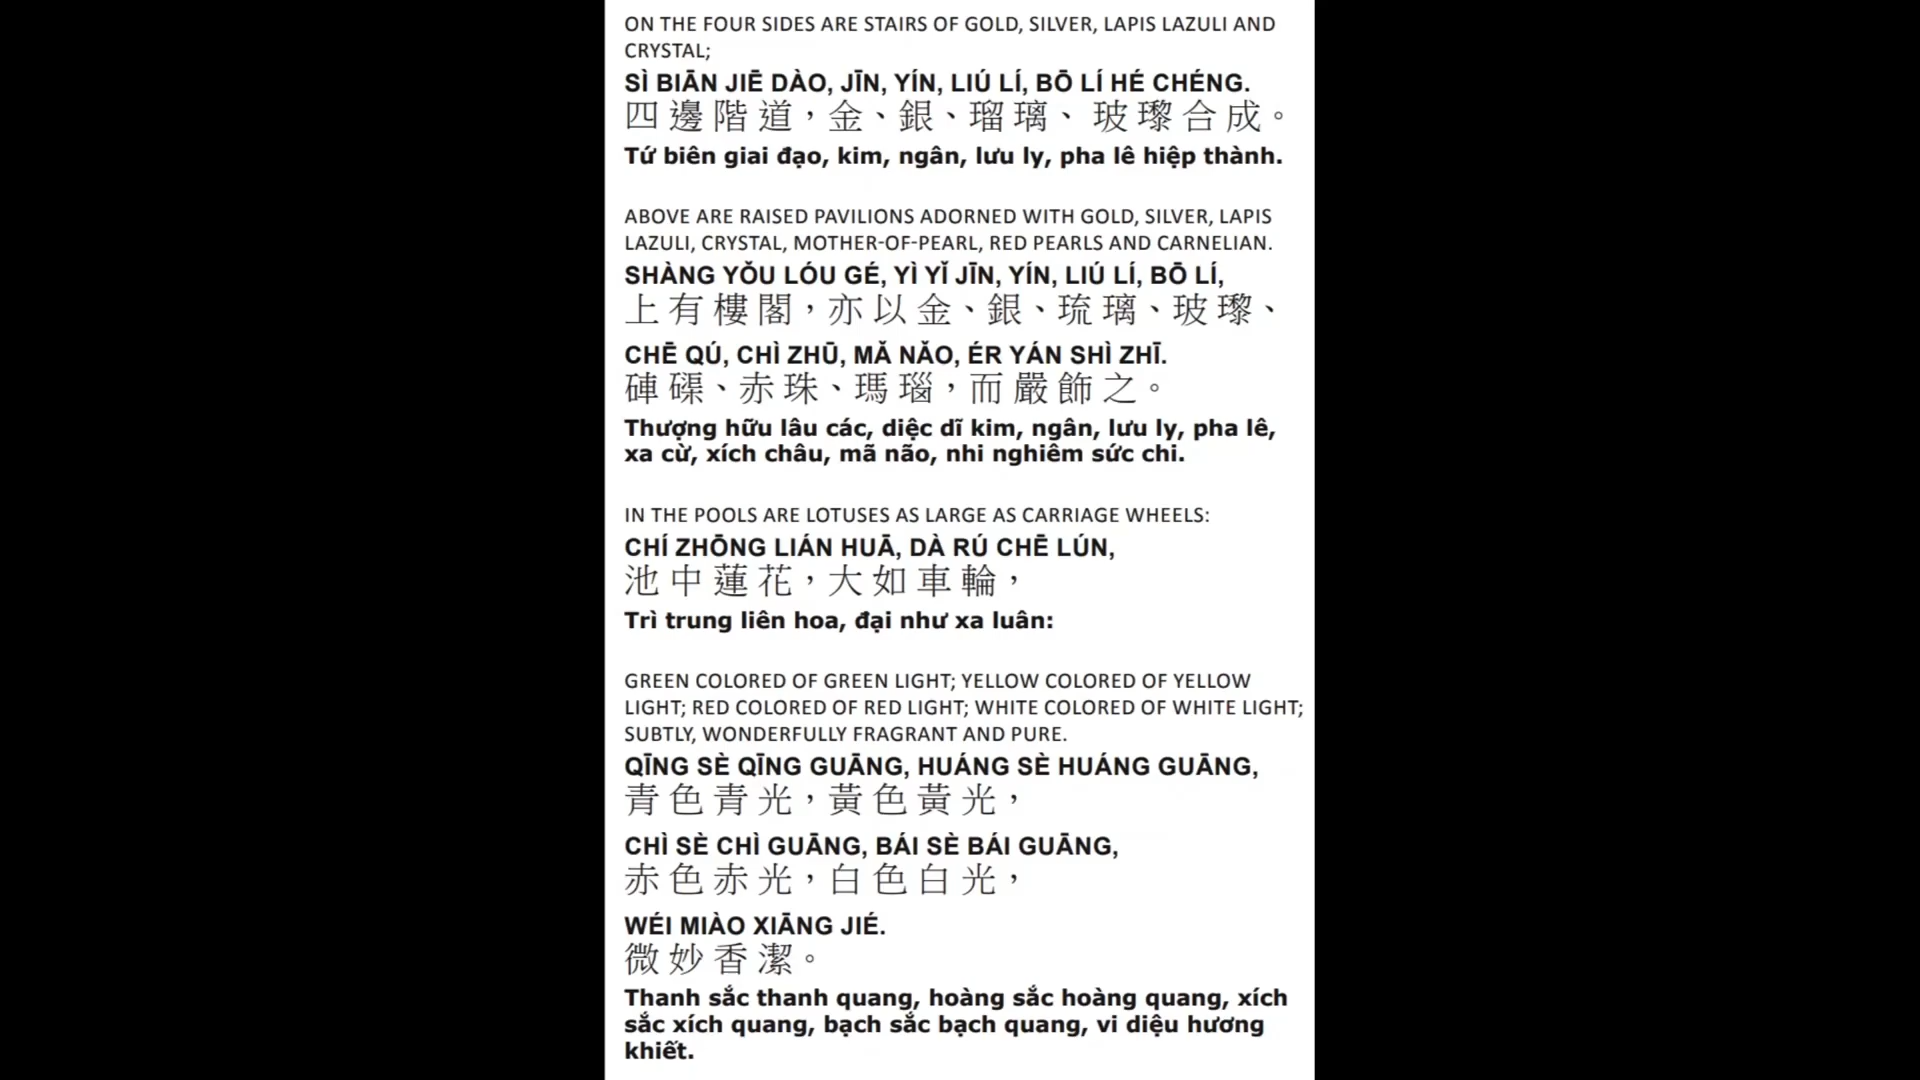 ON THE FOUR SIDES ARE STAIRS OF GOLD, SILVER, LAPIS LAZULI AND
CRYSTAL;
SÌ BIĀN JIĒ DÀO, JĪN, YÍN, LIÚ LÍ, BŌ LÍ HÉ CHÉNG.
四邊階道，金、銀、瑠璃、玻瓈合成。
Tứ biên giai đạo, kim, ngân, lưu ly, pha lê hiệp thành.
ABOVE ARE RAISED PAVILIONS ADORNED WITH GOLD, SILVER, LAPIS
LAZULI, CRYSTAL, MOTHER-OF-PEARL, RED PEARLS AND CARNELIAN.
SHÀNG YǑU LÓU GÉ, YÌ YǏ JĪN, YÍN, LIÚ LÍ, BŌ LÍ,
上有樓閣，亦以金、銀、琉璃、玻瓈、
CHĒ QÚ, CHÌ ZHŪ, MǍ NǍO, ÉR YÁN SHÌ ZHĪ.
硨磲、赤珠、瑪瑙，而嚴飾之。
Thượng hữu lâu các, diệc dĩ kim, ngân, lưu ly, pha lê,
xa cừ, xích châu, mã não, nhi nghiêm sức chi.
IN THE POOLS ARE LOTUSES AS LARGE AS CARRIAGE WHEELS:
CHÍ ZHŌNG LIÁN HUĀ, DÀ RÚ CHĒ LÚN,
池中蓮花，大如車輪，
Trì trung liên hoa, đại như xa luân:
GREEN COLORED OF GREEN LIGHT; YELLOW COLORED OF YELLOW
LIGHT; RED COLORED OF RED LIGHT; WHITE COLORED OF WHITE LIGHT;
SUBTLY, WONDERFULLY FRAGRANT AND PURE.
QĪNG SÈ QĪNG GUĀNG, HUÁNG SÈ HUÁNG GUĀNG,
青色青光，黃色黃光，
CHÌ SÈ CHÌ GUĀNG, BÁI SÈ BÁI GUĀNG,
赤色赤光，白色白光，
WÉI MIÀO XIĀNG JIÉ.
微妙香潔。
Thanh sắc thanh quang, hoàng sắc hoàng quang, xích
sắc xích quang, bạch sắc bạch quang, vi diệu hương
khiết.